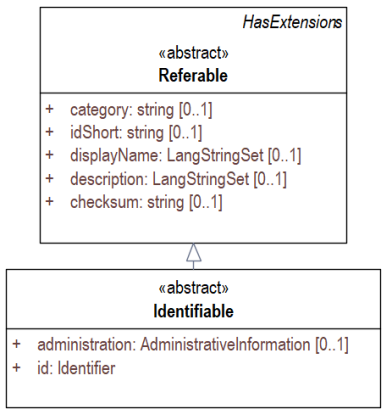 HasExtensions
«abstract»
Referable
+ category: string [0..1]
+ idShort: string [0..1]
+ displayName: LangStringSet [0..1]
+ description: LangStringSet [0..1]
+ checksum: string [0..1]
«abstract»
Identifiable
+ administration: AdministrativeInformation [0..1]
+ id: Identifier